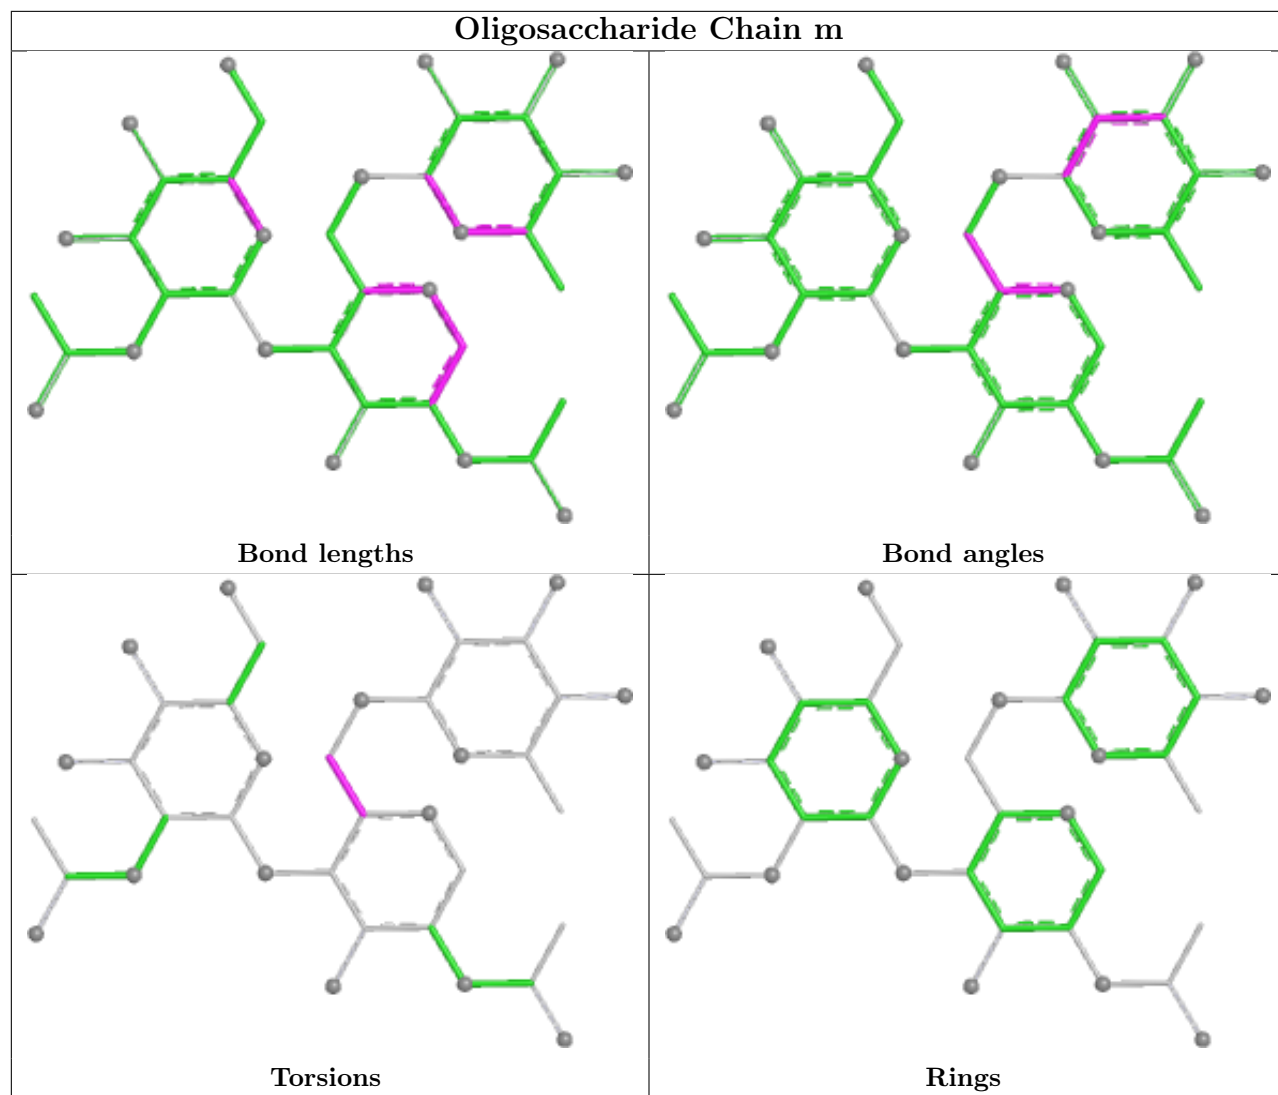 Oligosaccharide Chain m
Bond lengths
Bond angles
Torsions
Rings